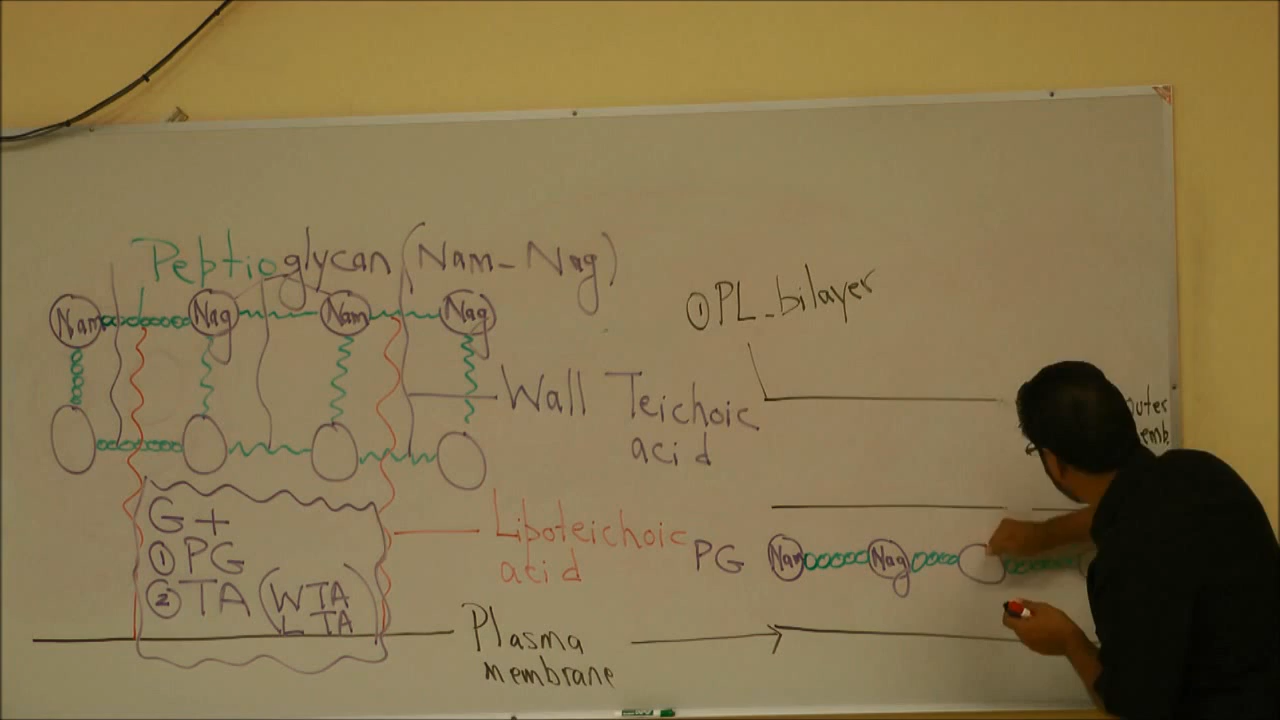 Peptioglycan (Nam-Nag)
Nam Nag Nam Nag
Wall Teichoic
acid
G+
① PG
② TA (WTA
LTA)
Lipoteichoic
acid
Plasma
membrane
① PL-bilayer
PG Nam Nag